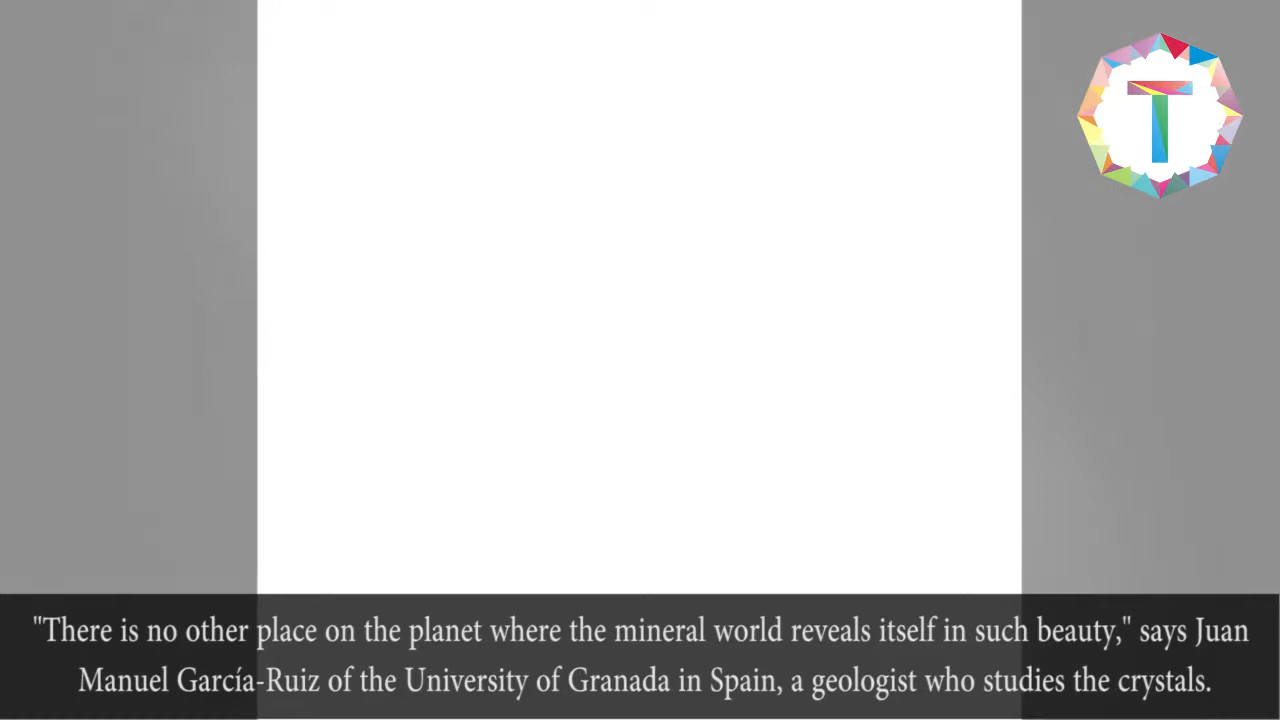 T
"There is no other place on the planet where the mineral world reveals itself in such beauty," says Juan
Manuel García-Ruiz of the University of Granada in Spain, a geologist who studies the crystals.